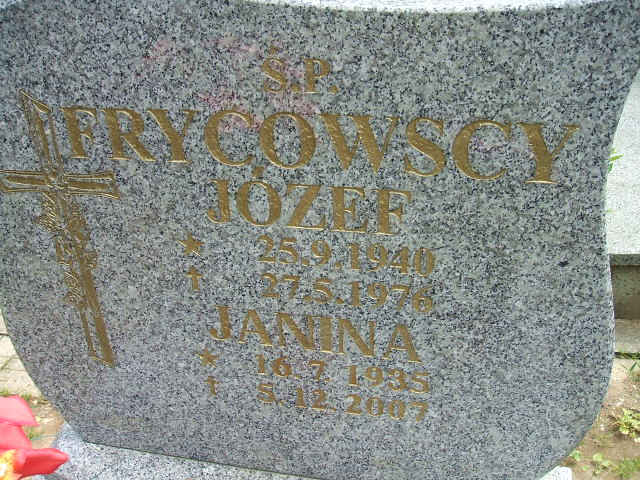 Ś.P.
FRYCOWSCY
JÓZEF
* 25.9.1940
† 27.5.1976
JANINA
* 16.7.1935
† 5.12.2007